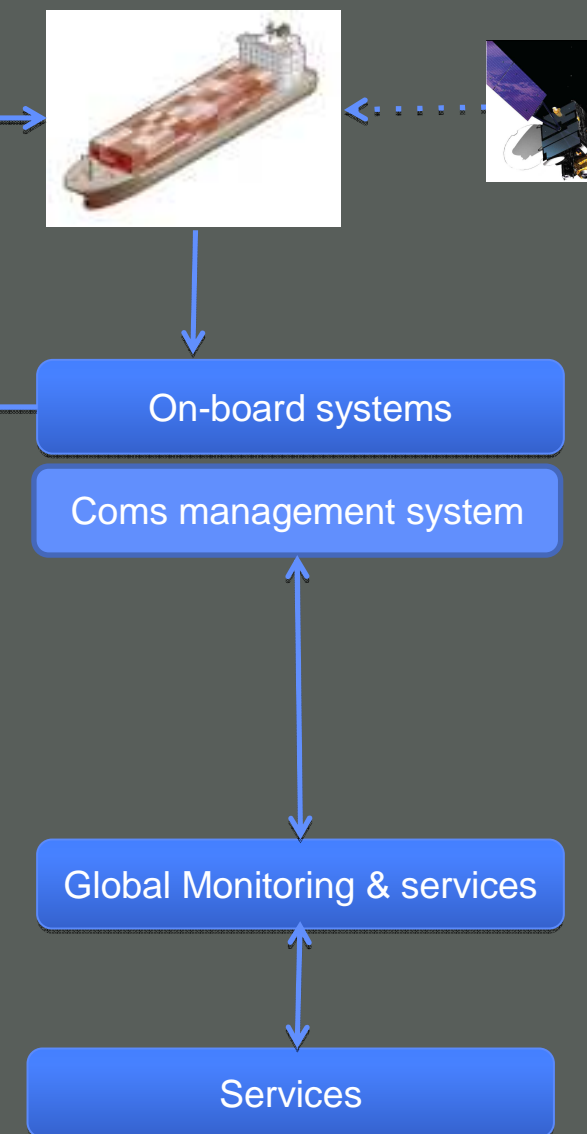 On-board systems
Coms management system
Global Monitoring & services
Services